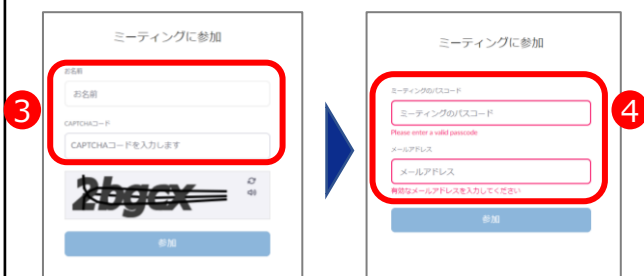 ミーティングに参加
お名前
お名前
CAPTCHAコード
CAPTCHAコードを入力します
2bgcx
参加
3
ミーティングに参加
ミーティングのパスコード
ミーティングのパスコード
Please enter a valid passcode
メールアドレス
メールアドレス
有効なメールアドレスを入力してください
参加
4